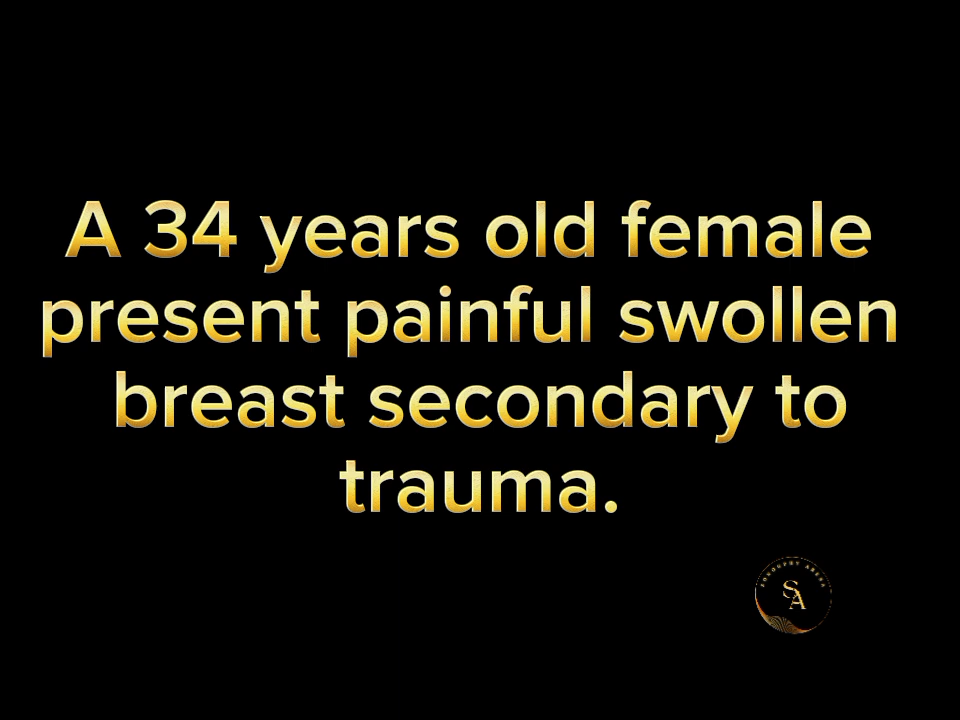 A 34 years old female
present painful swollen
breast secondary to
trauma.
SA